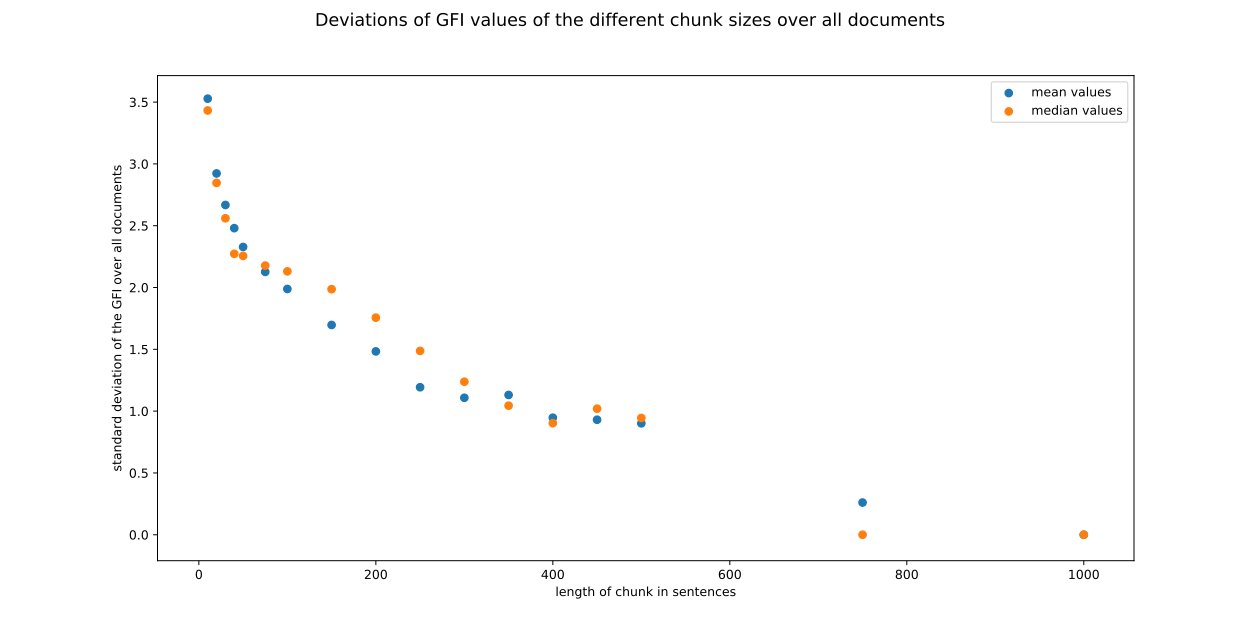 Deviations of GFI values of the different chunk sizes over all documents
mean values
median values
3.5
3.0
2.5
2.0
1.5
1.0
0.5
0.0
standard deviation of the GFI over all documents
0 200 400 600 800 1000
length of chunk in sentences